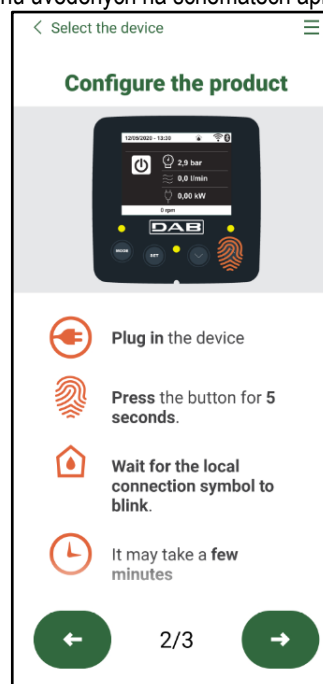 nu uvedených na schématech apl
< Select the device
Configure the product
12/05/2020 - 13:30
2,9 bar
0,0 l/min
0,00 kW
0 rpm
DAB
MODE
SET
Plug in the device
Press the button for 5
seconds.
Wait for the local
connection symbol to
blink.
It may take a few
minutes
2/3